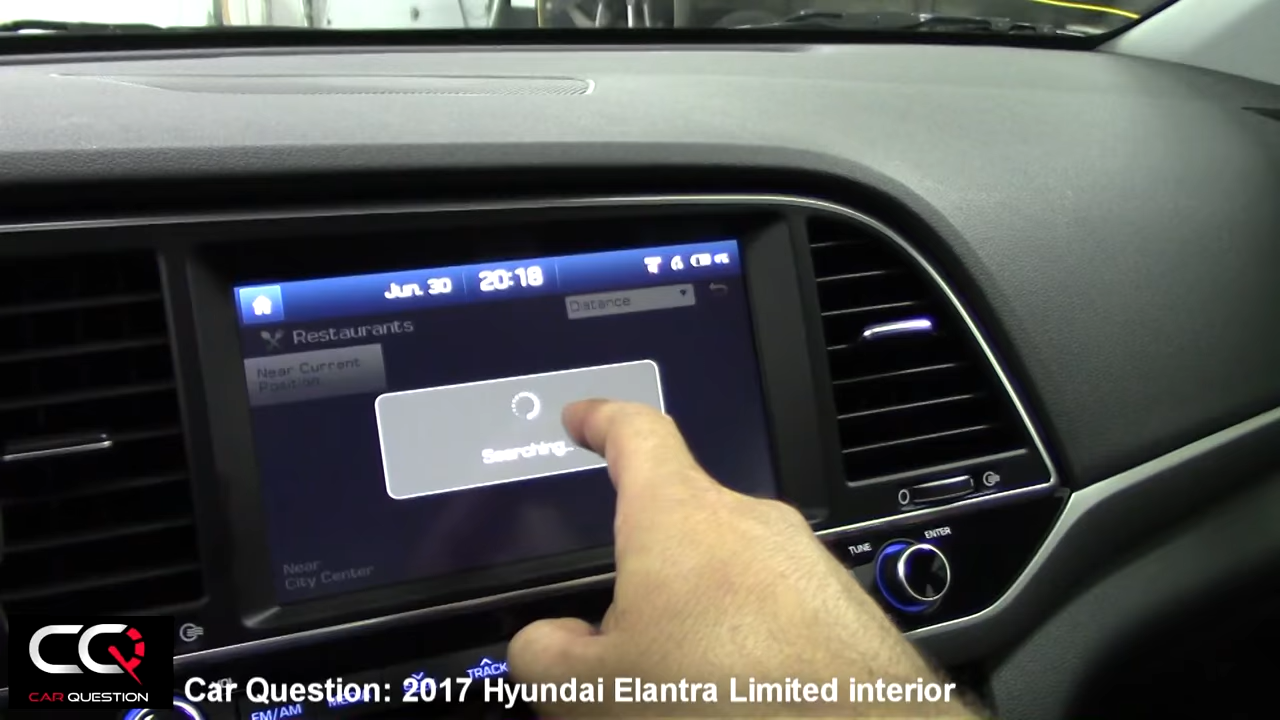 Jun. 30 20:18
Distance
Restaurants
Near Current
Position
Searching...
Near
City Center
TUNE
ENTER
TRACK
FM/AM
VOL
CQ
CAR QUESTION
Car Question: 2017 Hyundai Elantra Limited interior